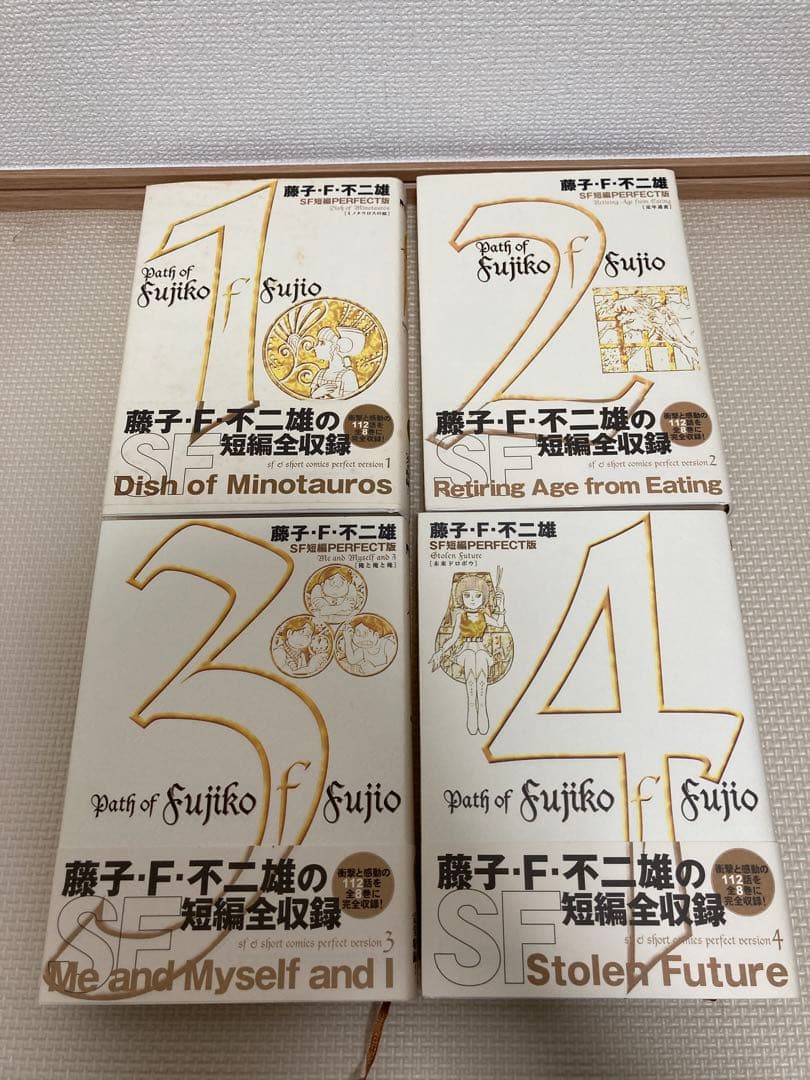 藤子・F・不二雄
SF短編PERFECT版
Dish of Minotauros
[ミノタウロスの皿]
1
Path of
Fujiko F Fujio
藤子・F・不二雄の
SF
短編全収録
衝撃と感動の
112話を
全8巻に
完全収録!
sf & short comics perfect version 1
Dish of Minotauros
藤子・F・不二雄
SF短編PERFECT版
Retiring Age from Eating
[定年退食]
2
Path of
Fujiko F Fujio
藤子・F・不二雄の
SF
短編全収録
衝撃と感動の
112話を
全8巻に
完全収録!
sf & short comics perfect version 2
Retiring Age from Eating
藤子・F・不二雄
SF短編PERFECT版
Me and Myself and I
[俺と俺と俺]
3
Path of Fujiko F Fujio
藤子・F・不二雄の
SF
短編全収録
衝撃と感動の
112話を
全8巻に
完全収録!
sf & short comics perfect version 3
Me and Myself and I
藤子・F・不二雄
SF短編PERFECT版
Stolen Future
[未来ドロボウ]
4
Path of Fujiko F Fujio
藤子・F・不二雄の
SF
短編全収録
衝撃と感動の
112話を
全8巻に
完全収録!
sf & short comics perfect version 4
Stolen Future